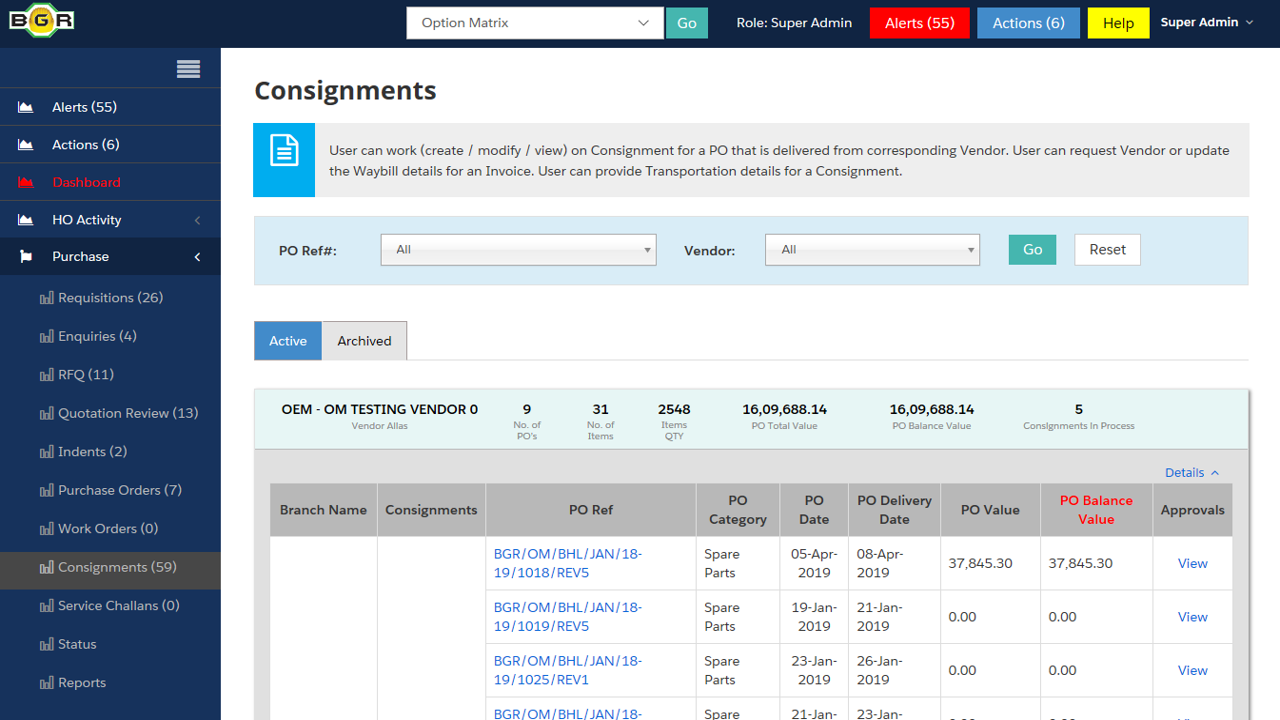 BGR
Option Matrix
Go
Role: Super Admin
Alerts (55)
Actions (6)
Help
Super Admin
Alerts (55)
Actions (6)
Dashboard
HO Activity
Purchase
Requisitions (26)
Enquiries (4)
RFQ (11)
Quotation Review (13)
Indents (2)
Purchase Orders (7)
Work Orders (0)
Consignments (59)
Service Challans (0)
Status
Reports
Consignments
User can work (create / modify / view) on Consignment for a PO that is delivered from corresponding Vendor. User can request Vendor or update
the Waybill details for an Invoice. User can provide Transportation details for a Consignment.
PO Ref#:
All
Vendor:
All
Go
Reset
Active
Archived
OEM - OM TESTING VENDOR 0
Vendor Alias
9
No. of
PO's
31
No. of
Items
2548
Items
QTY
16,09,688.14
PO Total Value
16,09,688.14
PO Balance Value
5
Consignments In Process
Details
Branch Name
Consignments
PO Ref
PO
Category
PO
Date
PO Delivery
Date
PO Value
PO Balance
Value
Approvals
BGR/OM/BHL/JAN/18-
19/1018/REV5
Spare
Parts
05-Apr-
2019
08-Apr-
2019
37,845.30
37,845.30
View
BGR/OM/BHL/JAN/18-
19/1019/REV5
Spare
Parts
19-Jan-
2019
21-Jan-
2019
0.00
0.00
View
BGR/OM/BHL/JAN/18-
19/1025/REV1
Spare
Parts
23-Jan-
2019
26-Jan-
2019
0.00
0.00
View
BGR/OM/BHL/JAN/18-
Spare
21-Jan-
23-Jan-